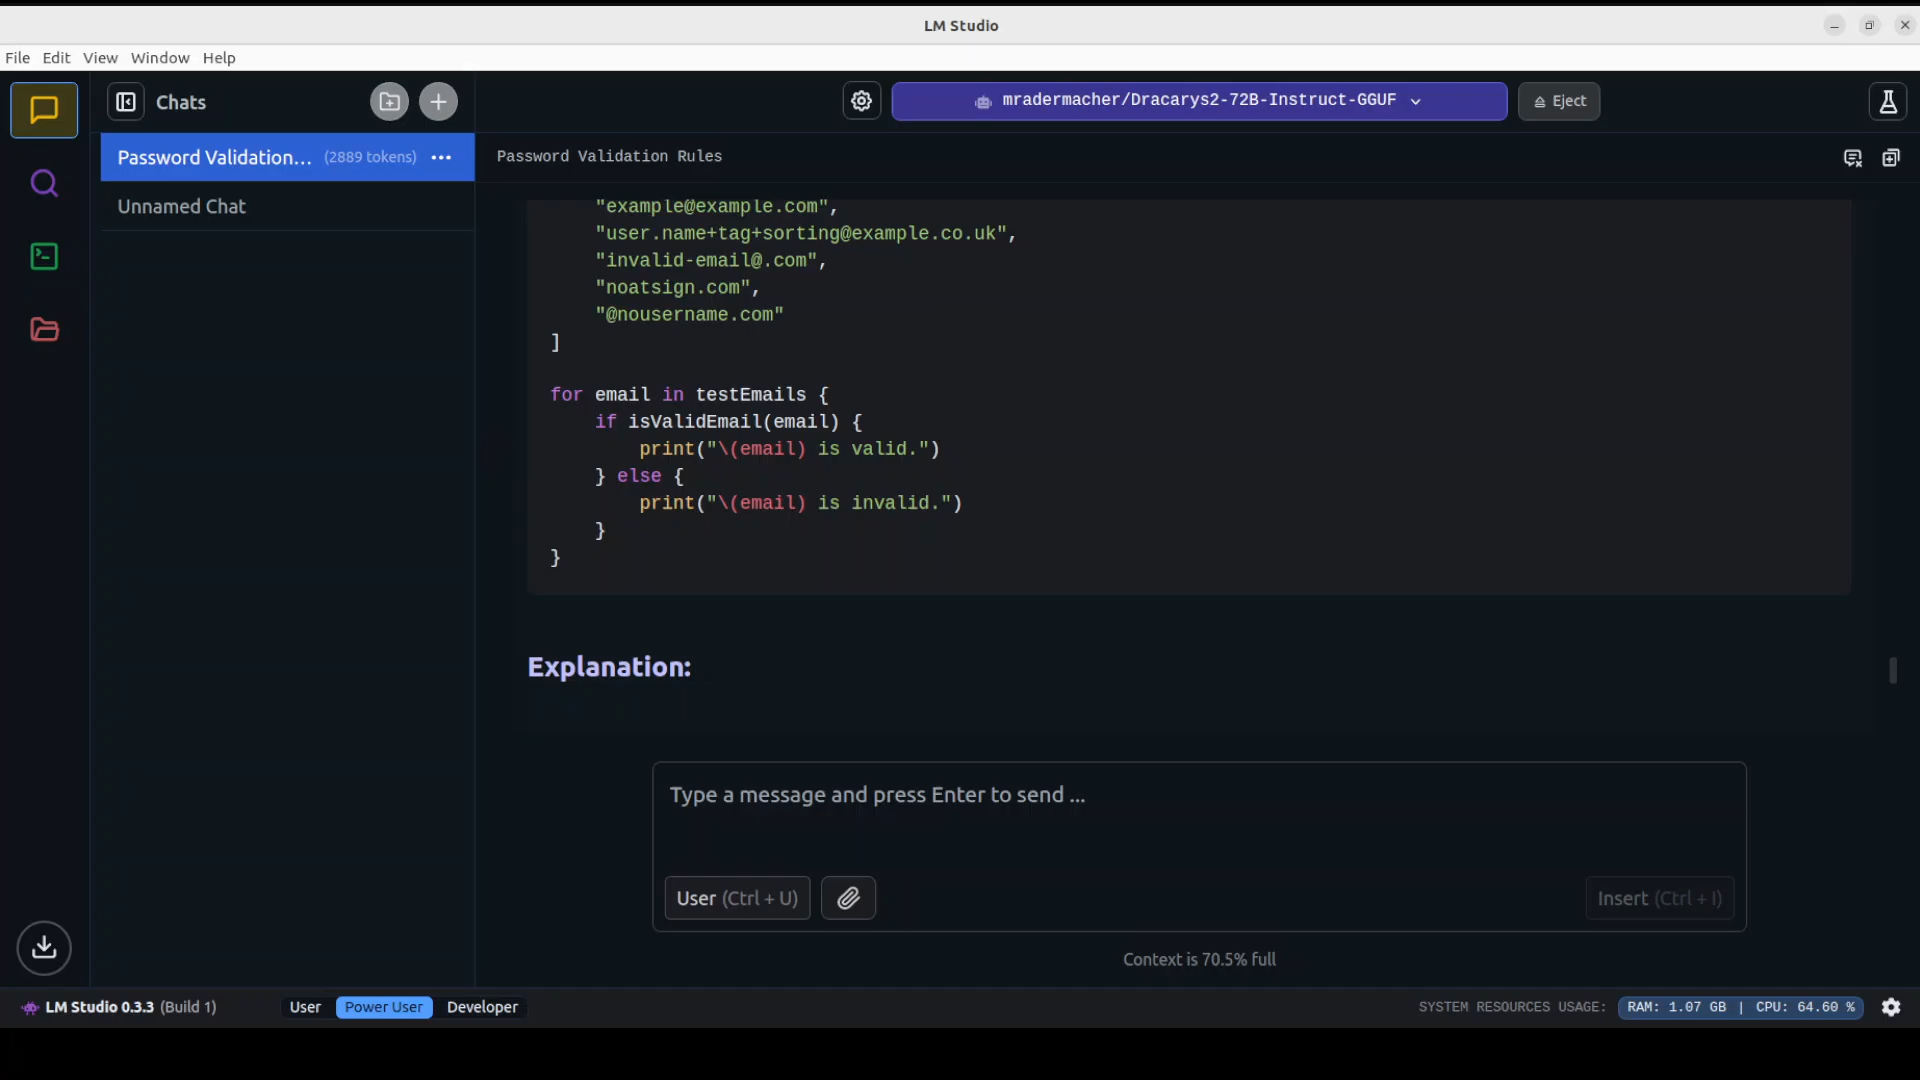 LM Studio
File Edit View Window Help
Chats
mradermacher/Dracarys2-72B-Instruct-GGUF
Eject
Password Validation... (2889 tokens)
Unnamed Chat
Password Validation Rules
"example@example.com",
"user.name+tag+sorting@example.co.uk",
"invalid-email@.com",
"noatsign.com",
"@nousername.com"
]
for email in testEmails {
if isValidEmail(email) {
print("\(email) is valid.")
} else {
print("\(email) is invalid.")
}
}
Explanation:
Type a message and press Enter to send ...
User (Ctrl + U)
Insert (Ctrl + I)
Context is 70.5% full
LM Studio 0.3.3 (Build 1)
User Power User Developer
SYSTEM RESOURCES USAGE: RAM: 1.07 GB | CPU: 64.60 %